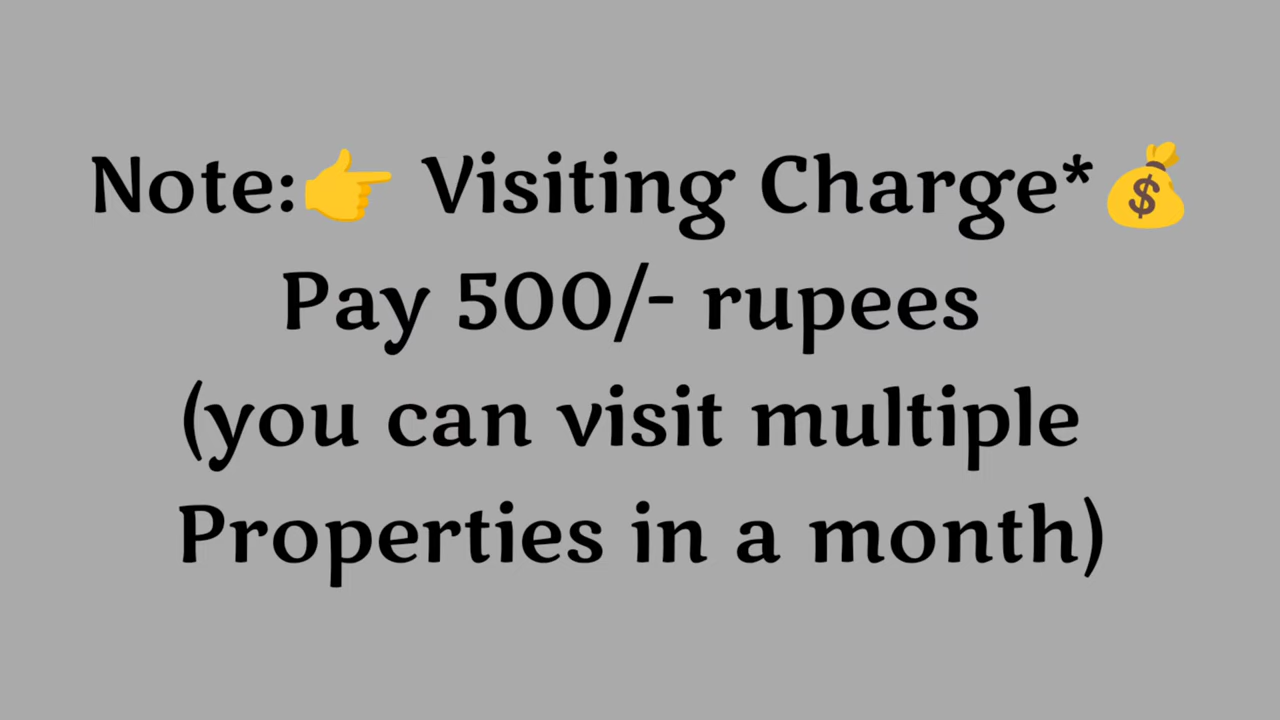 Note:👉 Visiting Charge*💰
Pay 500/- rupees
(you can visit multiple
Properties in a month)